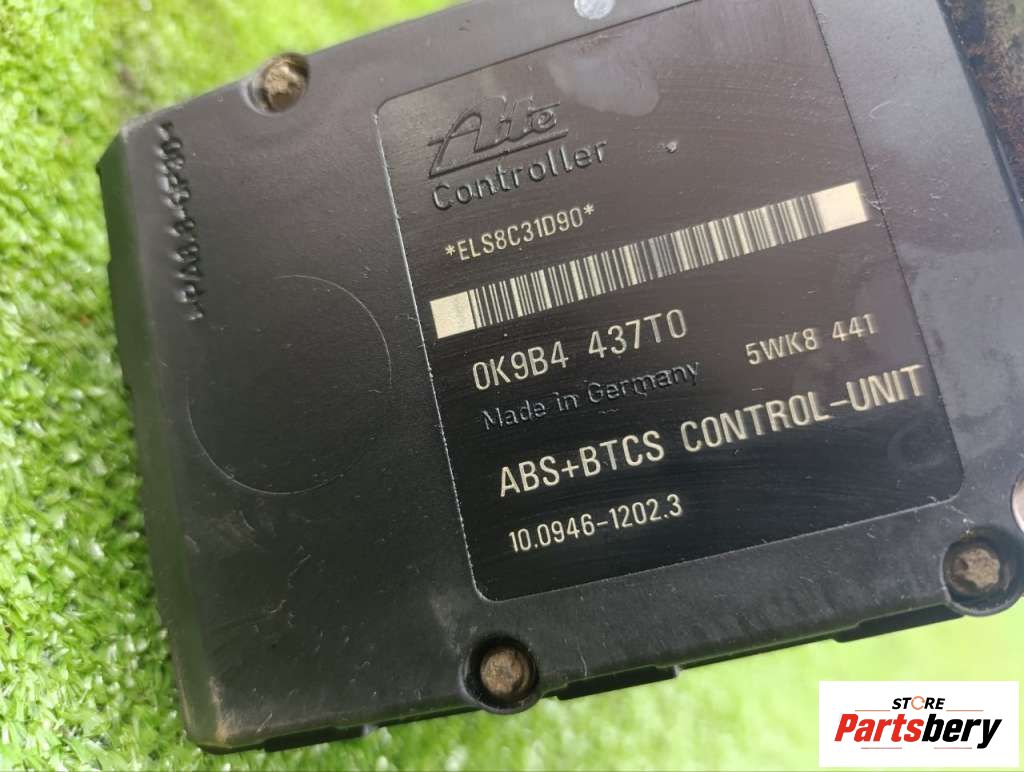 Ate
Controller
*ELS8C31D90*
0K9B4 437T0
5WK8 441
Made in Germany
ABS+BTCS CONTROL-UNIT
10.0946-1202.3
STORE
Partsbery